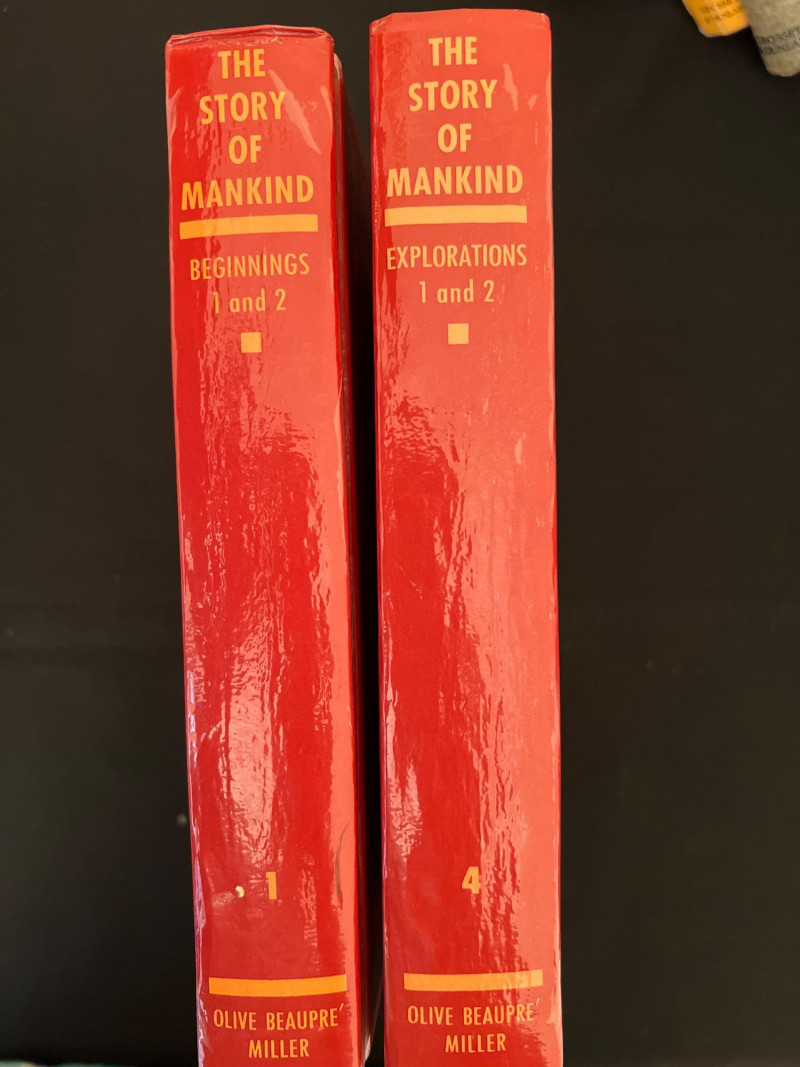 THE
STORY
OF
MANKIND
BEGINNINGS
1 and 2
1
OLIVE BEAUPRE'
MILLER
THE
STORY
OF
MANKIND
EXPLORATIONS
1 and 2
4
OLIVE BEAUPRE'
MILLER